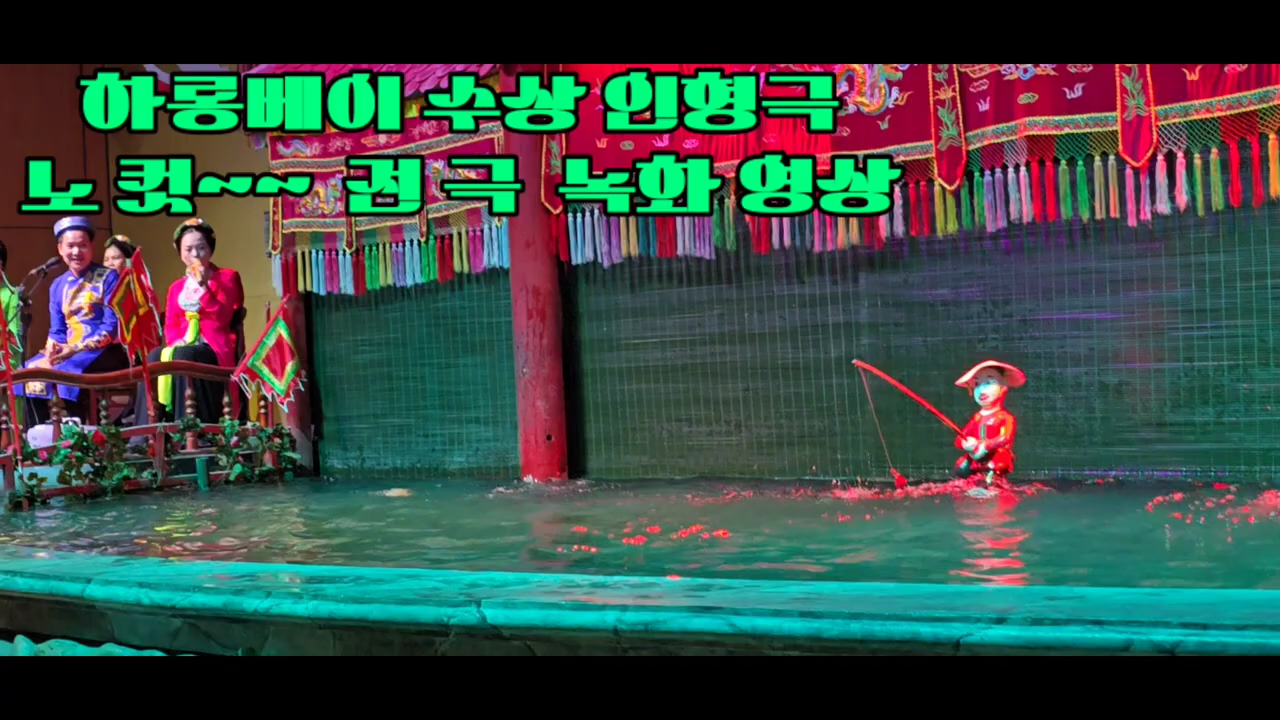 하롱베이 수상 인형극
노 컷~~ 전 극 녹화 영상